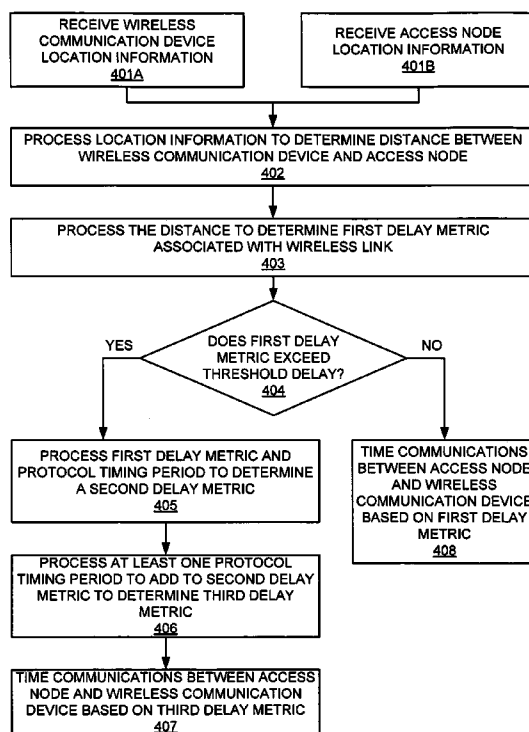 RECEIVE WIRELESS
COMMUNICATION DEVICE
LOCATION INFORMATION
401A
RECEIVE ACCESS NODE
LOCATION INFORMATION
401B
PROCESS LOCATION INFORMATION TO DETERMINE DISTANCE BETWEEN
WIRELESS COMMUNICATION DEVICE AND ACCESS NODE
402
PROCESS THE DISTANCE TO DETERMINE FIRST DELAY METRIC
ASSOCIATED WITH WIRELESS LINK
403
YES
DOES FIRST DELAY
METRIC EXCEED
THRESHOLD DELAY?
404
NO
PROCESS FIRST DELAY METRIC AND
PROTOCOL TIMING PERIOD TO DETERMINE
A SECOND DELAY METRIC
405
TIME COMMUNICATIONS
BETWEEN ACCESS NODE
AND WIRELESS
COMMUNICATION DEVICE
BASED ON FIRST DELAY
METRIC
408
PROCESS AT LEAST ONE PROTOCOL
TIMING PERIOD TO ADD TO SECOND DELAY
METRIC TO DETERMINE THIRD DELAY
METRIC
406
TIME COMMUNICATIONS BETWEEN ACCESS
NODE AND WIRELESS COMMUNICATION
DEVICE BASED ON THIRD DELAY METRIC
407